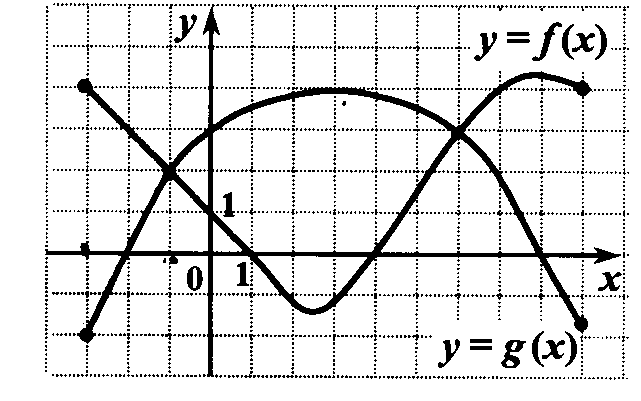 y
y = f(x)
1
0
1
x
y = g(x)